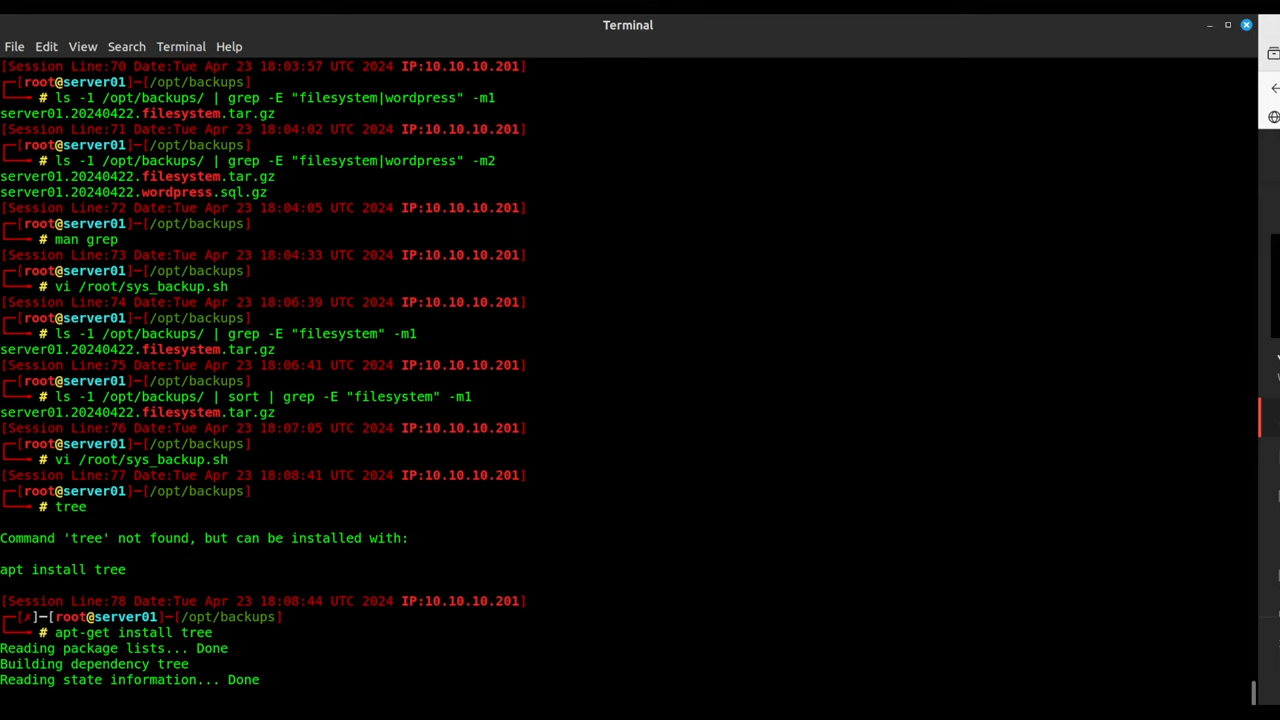 Terminal
File Edit View Search Terminal Help
[Session Line:70 Date:Tue Apr 23 18:03:57 UTC 2024 IP:10.10.10.201]
┌─[root@server01]─[/opt/backups]
└──╼ # ls -1 /opt/backups/ | grep -E "filesystem|wordpress" -m1
server01.20240422.filesystem.tar.gz
[Session Line:71 Date:Tue Apr 23 18:04:02 UTC 2024 IP:10.10.10.201]
┌─[root@server01]─[/opt/backups]
└──╼ # ls -1 /opt/backups/ | grep -E "filesystem|wordpress" -m2
server01.20240422.filesystem.tar.gz
server01.20240422.wordpress.sql.gz
[Session Line:72 Date:Tue Apr 23 18:04:05 UTC 2024 IP:10.10.10.201]
┌─[root@server01]─[/opt/backups]
└──╼ # man grep
[Session Line:73 Date:Tue Apr 23 18:04:33 UTC 2024 IP:10.10.10.201]
┌─[root@server01]─[/opt/backups]
└──╼ # vi /root/sys_backup.sh
[Session Line:74 Date:Tue Apr 23 18:06:39 UTC 2024 IP:10.10.10.201]
┌─[root@server01]─[/opt/backups]
└──╼ # ls -1 /opt/backups/ | grep -E "filesystem" -m1
server01.20240422.filesystem.tar.gz
[Session Line:75 Date:Tue Apr 23 18:06:41 UTC 2024 IP:10.10.10.201]
┌─[root@server01]─[/opt/backups]
└──╼ # ls -1 /opt/backups/ | sort | grep -E "filesystem" -m1
server01.20240422.filesystem.tar.gz
[Session Line:76 Date:Tue Apr 23 18:07:05 UTC 2024 IP:10.10.10.201]
┌─[root@server01]─[/opt/backups]
└──╼ # vi /root/sys_backup.sh
[Session Line:77 Date:Tue Apr 23 18:08:41 UTC 2024 IP:10.10.10.201]
┌─[root@server01]─[/opt/backups]
└──╼ # tree
Command 'tree' not found, but can be installed with:
apt install tree
[Session Line:78 Date:Tue Apr 23 18:08:44 UTC 2024 IP:10.10.10.201]
┌─[✗]─[root@server01]─[/opt/backups]
└──╼ # apt-get install tree
Reading package lists... Done
Building dependency tree
Reading state information... Done